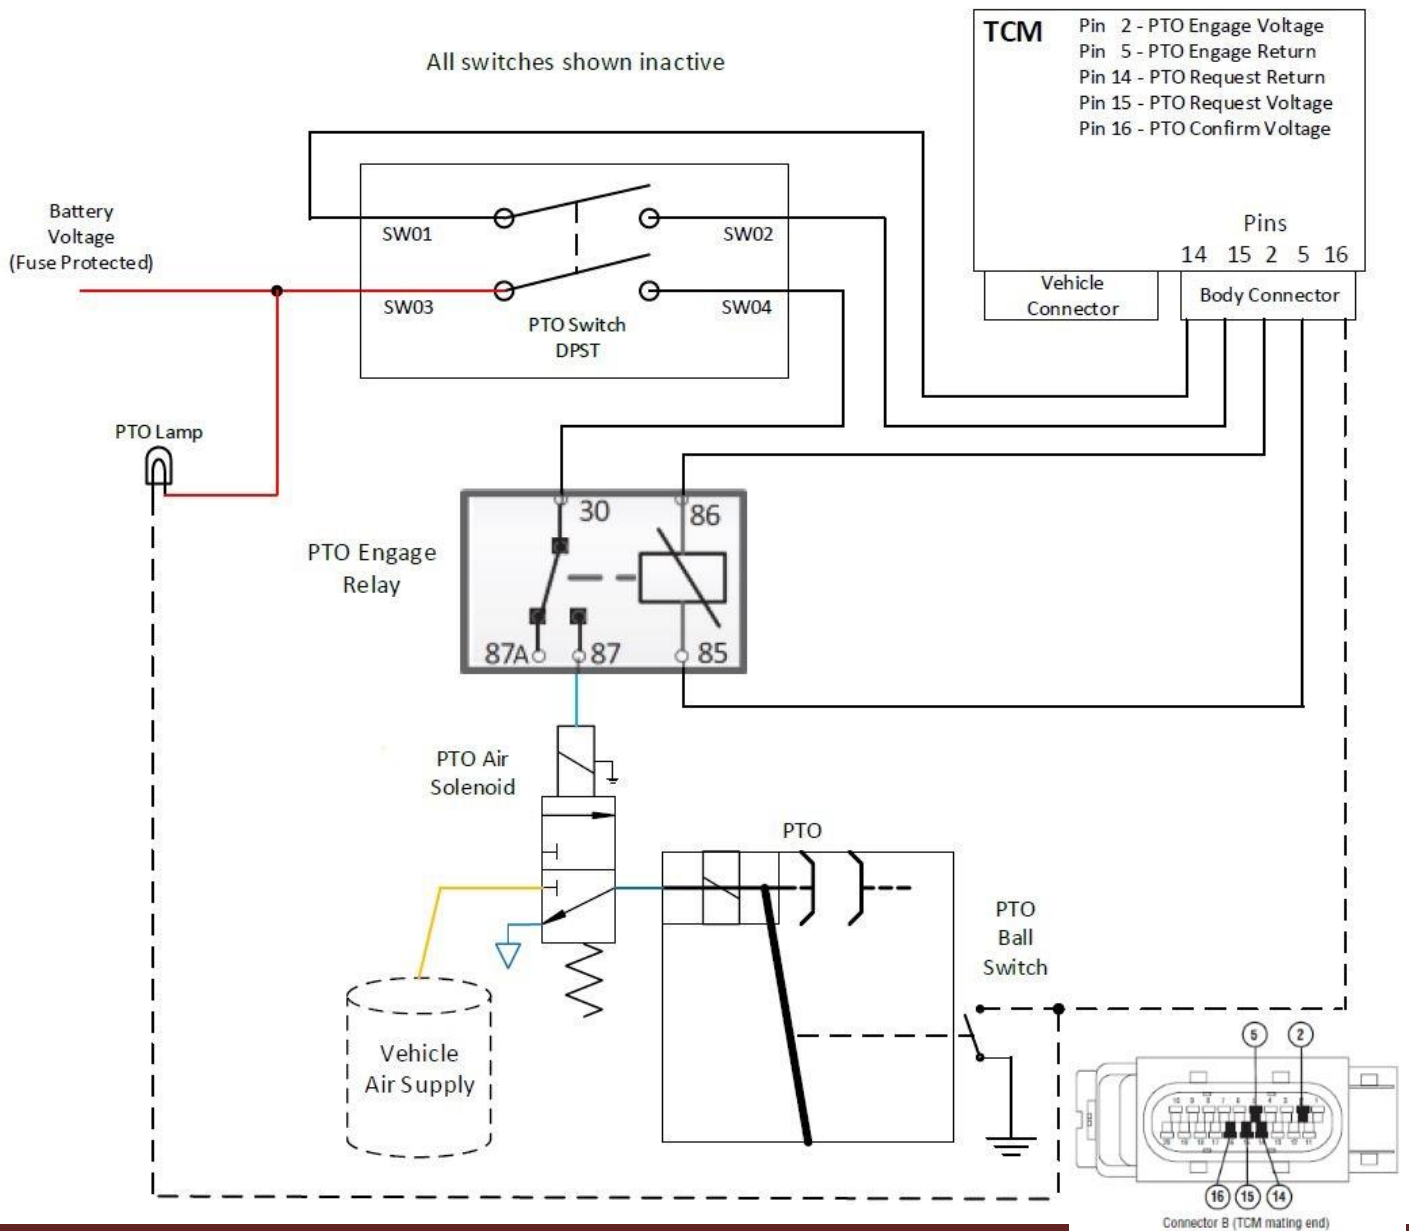 All switches shown inactive
TCM
Pin 2 - PTO Engage Voltage
Pin 5 - PTO Engage Return
Pin 14 - PTO Request Return
Pin 15 - PTO Request Voltage
Pin 16 - PTO Confirm Voltage
Battery
Voltage
(Fuse Protected)
SW01
SW02
SW03
SW04
PTO Switch
DPST
Pins
14 15 2 5 16
Vehicle
Connector
Body Connector
PTO Lamp
PTO Engage
Relay
30
86
87A
87
85
PTO Air
Solenoid
PTO
PTO
Ball
Switch
Vehicle
Air Supply
5
2
16
15
14
Connector B (TCM mating end)